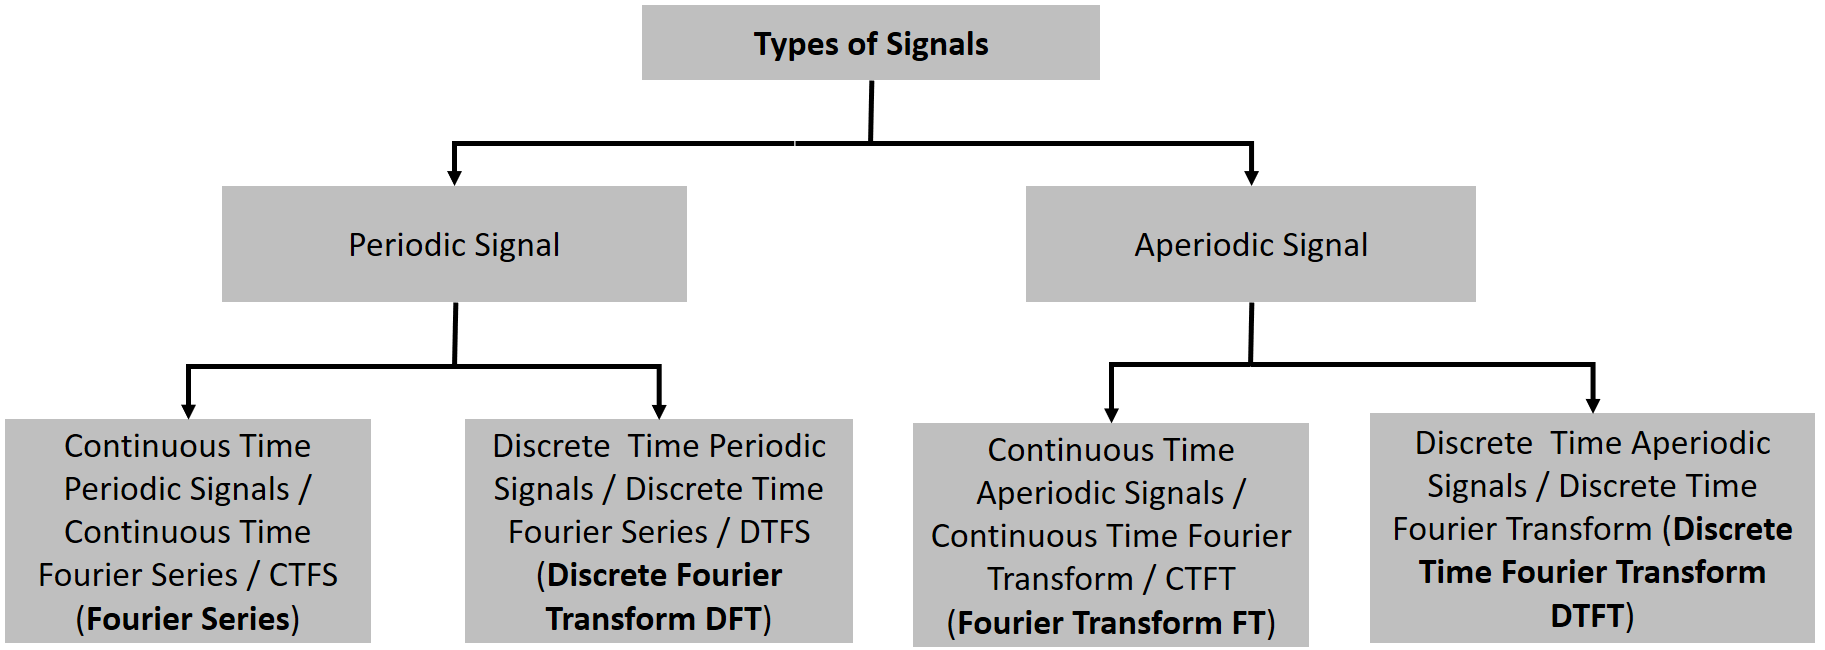 Types of Signals
Periodic Signal
Aperiodic Signal
Continuous Time
Periodic Signals /
Continuous Time
Fourier Series / CTFS
(Fourier Series)
Discrete  Time Periodic
Signals / Discrete Time
Fourier Series / DTFS
(Discrete Fourier
Transform DFT)
Continuous Time
Aperiodic Signals /
Continuous Time Fourier
Transform / CTFT
(Fourier Transform FT)
Discrete  Time Aperiodic
Signals / Discrete Time
Fourier Transform (Discrete
Time Fourier Transform
DTFT)